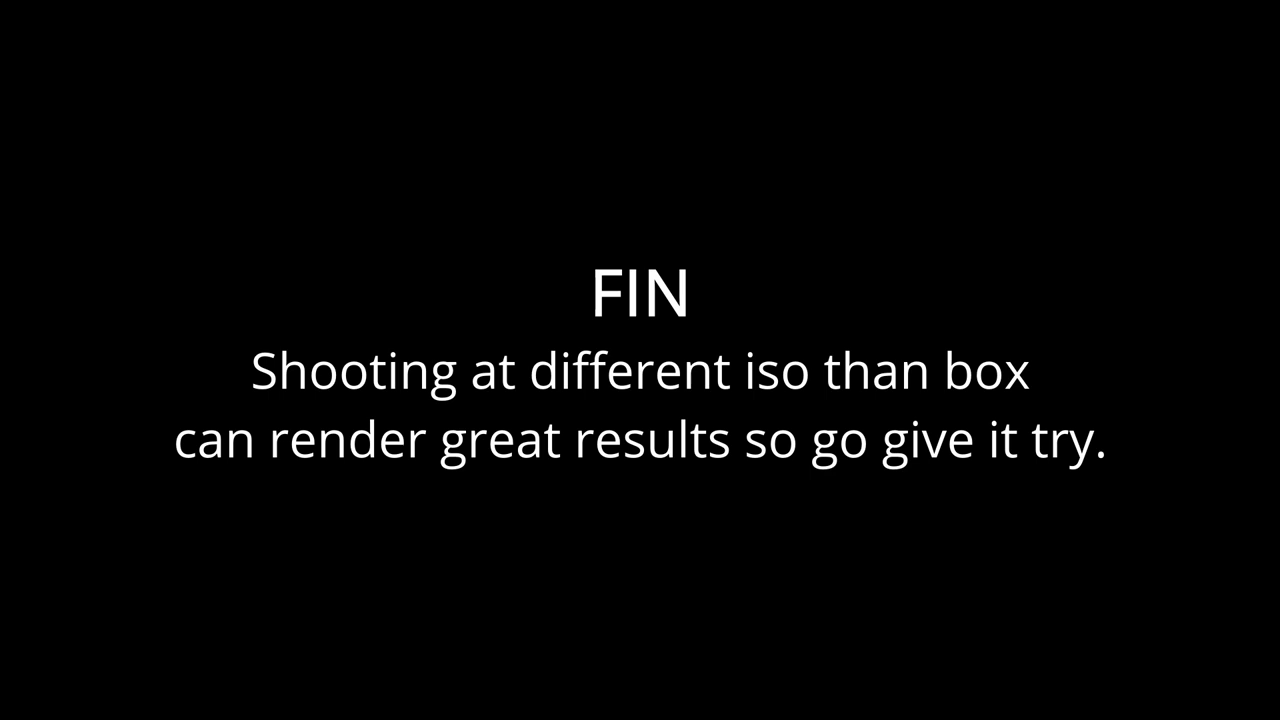 FIN
Shooting at different iso than box
can render great results so go give it try.